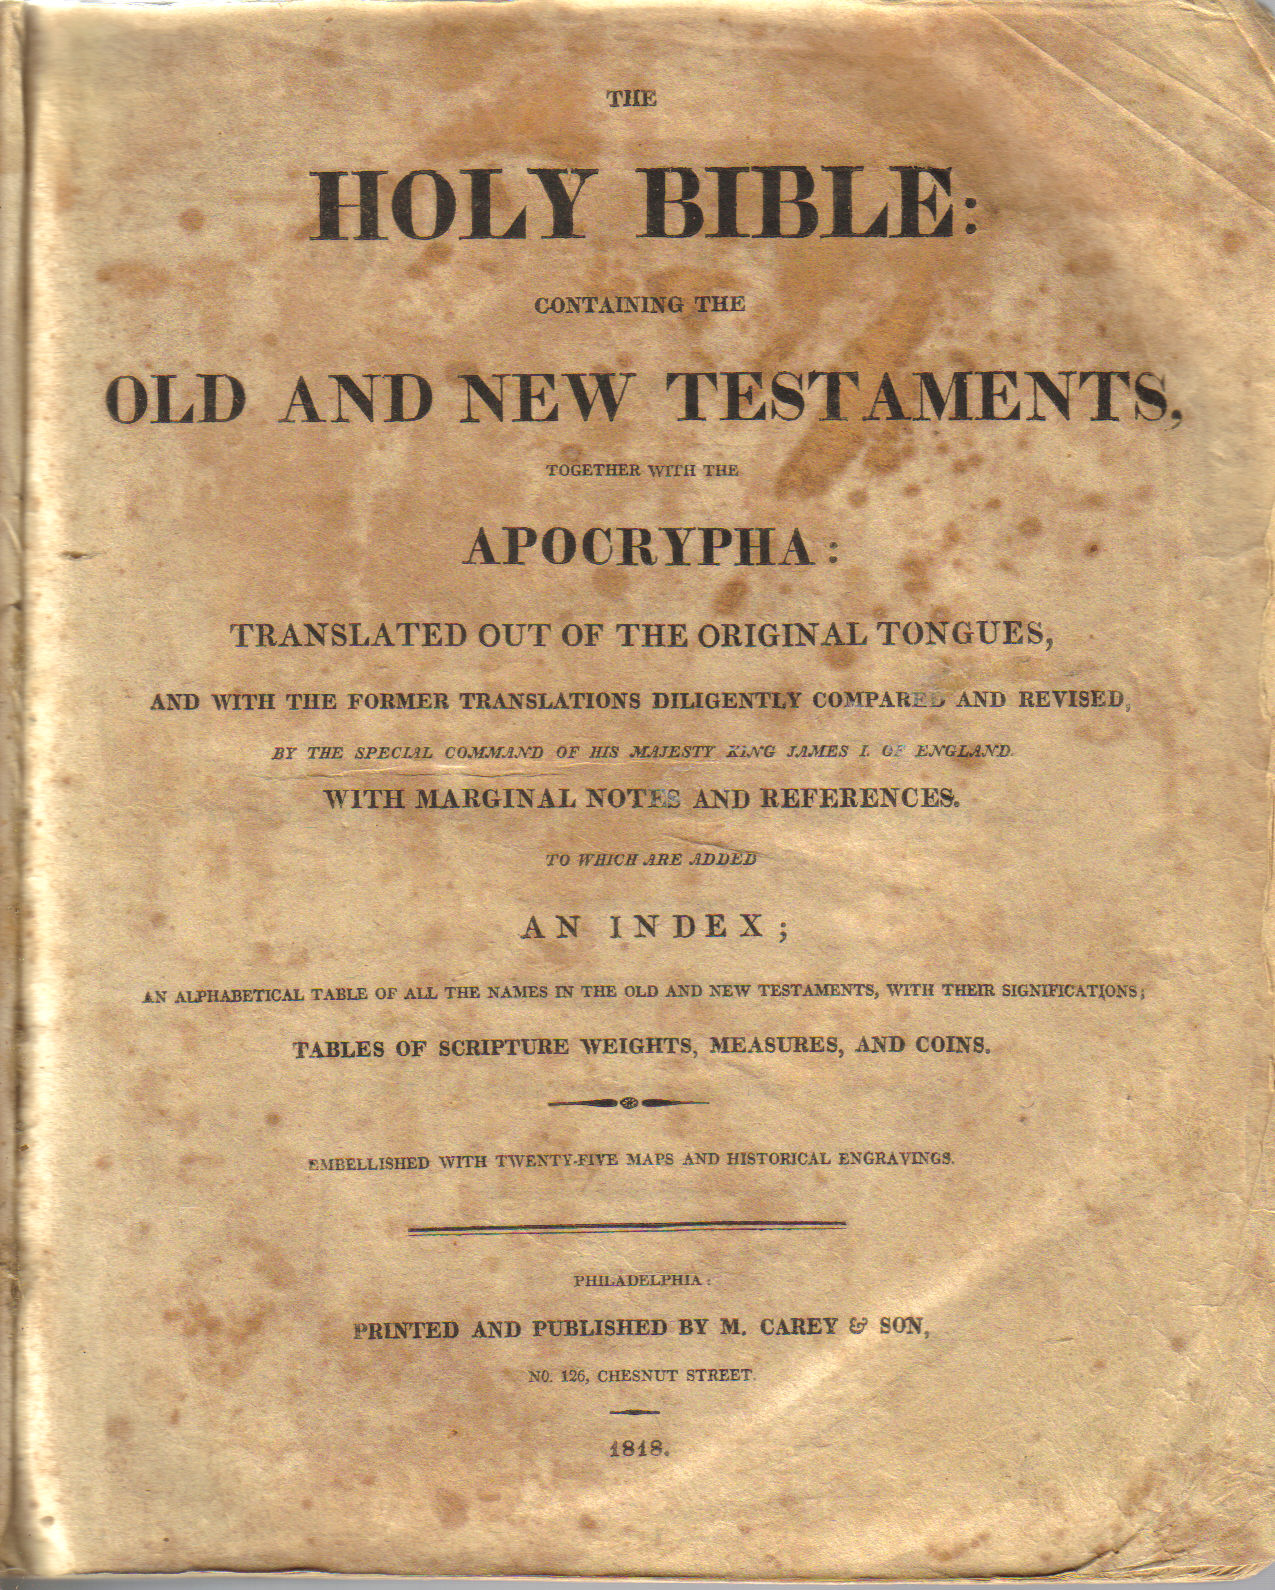 THE
HOLY BIBLE:
CONTAINING THE
OLD AND NEW TESTAMENTS,
TOGETHER WITH THE
APOCRYPHA:
TRANSLATED OUT OF THE ORIGINAL TONGUES,
AND WITH THE FORMER TRANSLATIONS DILIGENTLY COMPARED AND REVISED,
BY THE SPECIAL COMMAND OF HIS MAJESTY KING JAMES I. OF ENGLAND.
WITH MARGINAL NOTES AND REFERENCES.
TO WHICH ARE ADDED
AN INDEX;
AN ALPHABETICAL TABLE OF ALL THE NAMES IN THE OLD AND NEW TESTAMENTS, WITH THEIR SIGNIFICATIONS;
TABLES OF SCRIPTURE WEIGHTS, MEASURES, AND COINS.
EMBELLISHED WITH TWENTY-FIVE MAPS AND HISTORICAL ENGRAVINGS.
PHILADELPHIA:
PRINTED AND PUBLISHED BY M. CAREY & SON,
NO. 126, CHESNUT STREET.
1818.